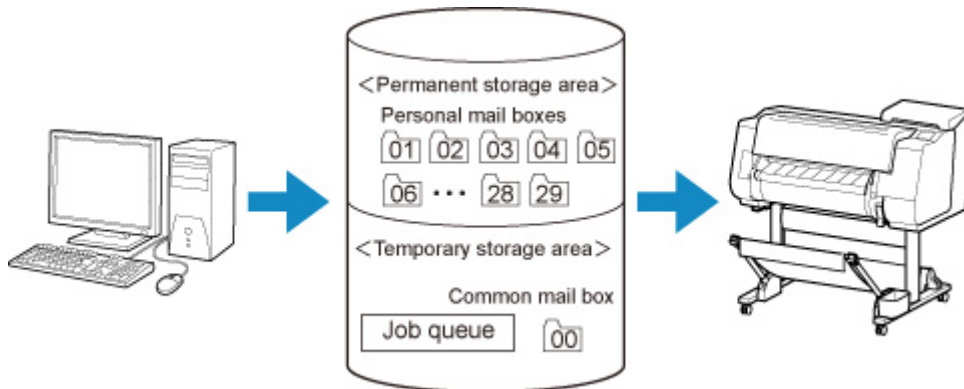 <Permanent storage area>
Personal mail boxes
01 02 03 04 05
06 ••• 28 29
<Temporary storage area>
Common mail box
Job queue 00